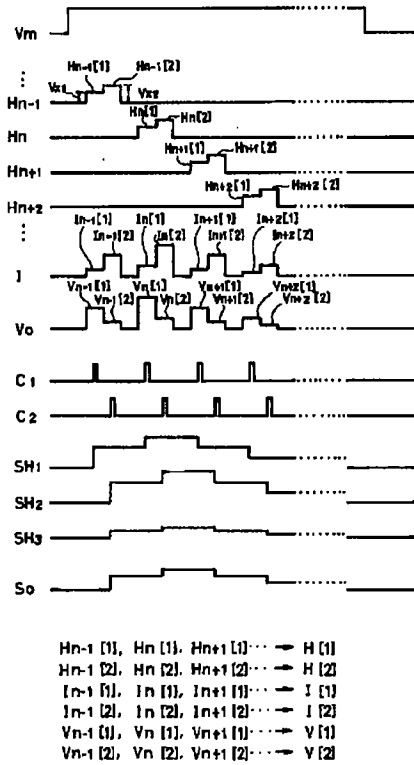 Vm
Hn-1[1] Hn-1[2]
Vx1 Vx2
Hn-1
Hn[1] Hn[2]
Hn
Hn+1[1] Hn+1[2]
Hn+1
Hn+2[1] Hn+2[2]
Hn+2
In-1[1] In[1] In+1[1] In+2[1]
In-1[2] In[2] In+1[2] In+2[2]
I
Vn-1[1] Vn[1] Vn+1[1] Vn+2[1]
Vn-1[2] Vn[2] Vn+1[2] Vn+2[2]
Vo
C1
C2
SH1
SH2
SH3
So
Hn-1 [1], Hn [1], Hn+1 [1]··· → H [1]
Hn-1 [2], Hn [2], Hn+1 [2]··· → H [2]
In-1 [1], In [1], In+1 [1]··· → I [1]
In-1 [2], In [2], In+1 [2]··· → I [2]
Vn-1 [1], Vn [1], Vn+1 [1]··· → V [1]
Vn-1 [2], Vn [2], Vn+1 [2]··· → V [2]